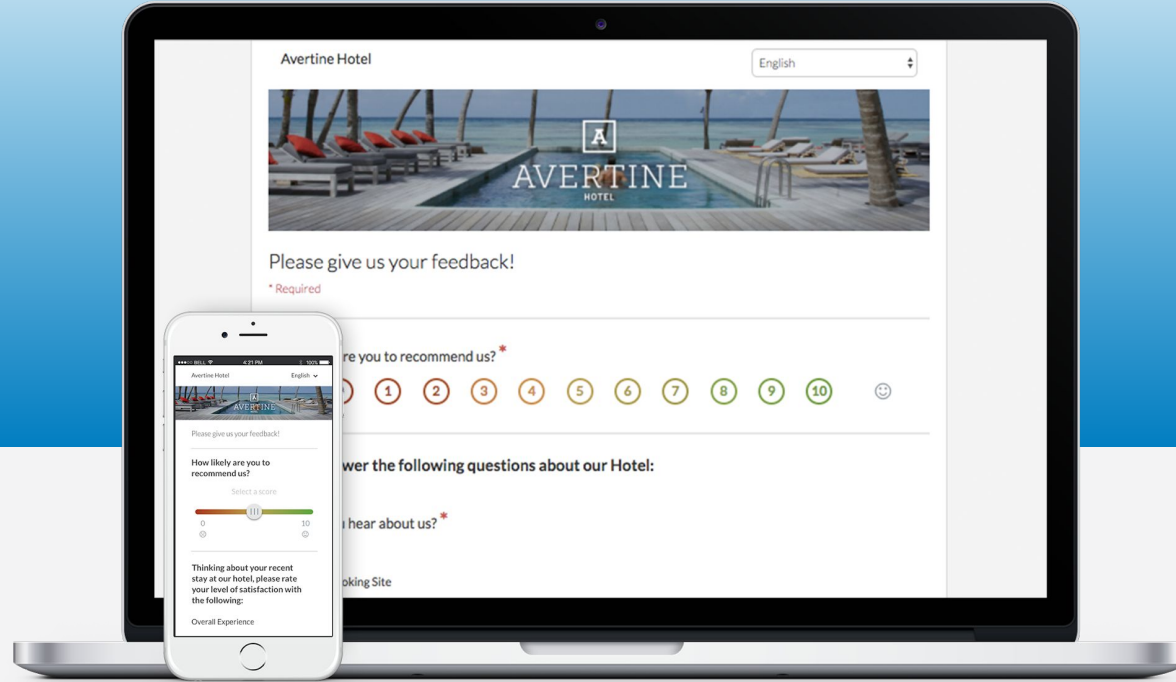 Avertine Hotel
English
A
AVERTINE
HOTEL
Please give us your feedback!
* Required
re you to recommend us? *
1 2 3 4 5 6 7 8 9 10
wer the following questions about our Hotel:
hear about us? *
oking Site
BELL 4:21 PM 100%
Avertine Hotel English
A
AVERTINE
Please give us your feedback!
How likely are you to
recommend us?
Select a score
0 10
Thinking about your recent
stay at our hotel, please rate
your level of satisfaction with
the following:
Overall Experience